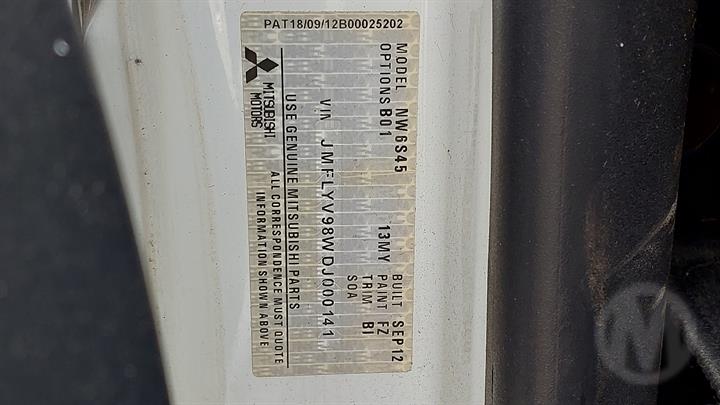 PAT18/09/12B00025202
MODEL NW6S45 BUILT SEP12
OPTIONS B01 13MY PAINT FZ
TRIM BI
SOA
VIN JMFLYV98WDJ000141
USE GENUINE MITSUBISHI PARTS
MITSUBISHI
MOTORS
ALL CORRESPONDENCE MUST QUOTE
INFORMATION SHOWN ABOVE
M